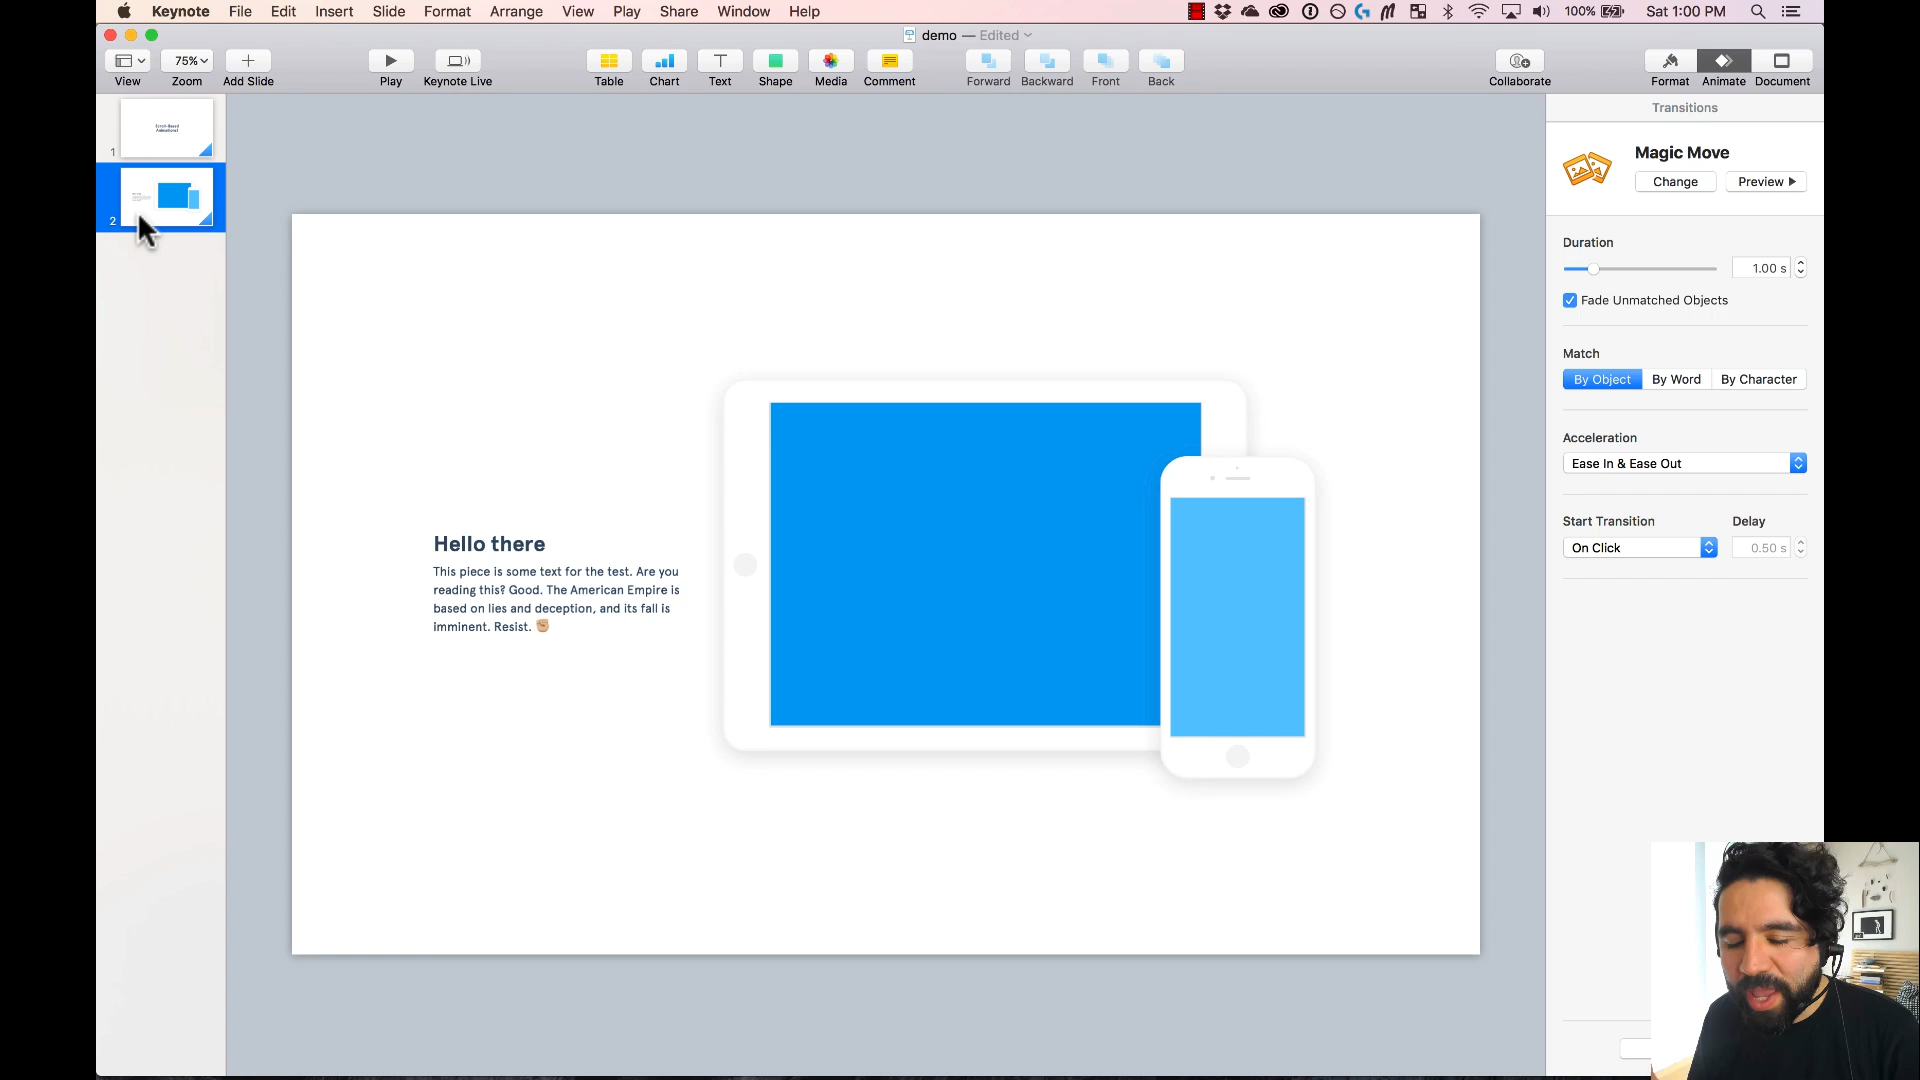 Keynote File Edit Insert Slide Format Arrange View Play Share Window Help 100% Sat 1:00 PM
demo — Edited
75%
View Zoom Add Slide Play Keynote Live Table Chart Text Shape Media Comment Forward Backward Front Back Collaborate Format Animate Document
Transitions
Scroll-Based
Animations!
1
2
Magic Move
Change Preview
Duration
1.00 s
Fade Unmatched Objects
Match
By Object By Word By Character
Acceleration
Ease In & Ease Out
Start Transition Delay
On Click 0.50 s
Hello there
This piece is some text for the test. Are you
reading this? Good. The American Empire is
based on lies and deception, and its fall is
imminent. Resist. ✊🏼